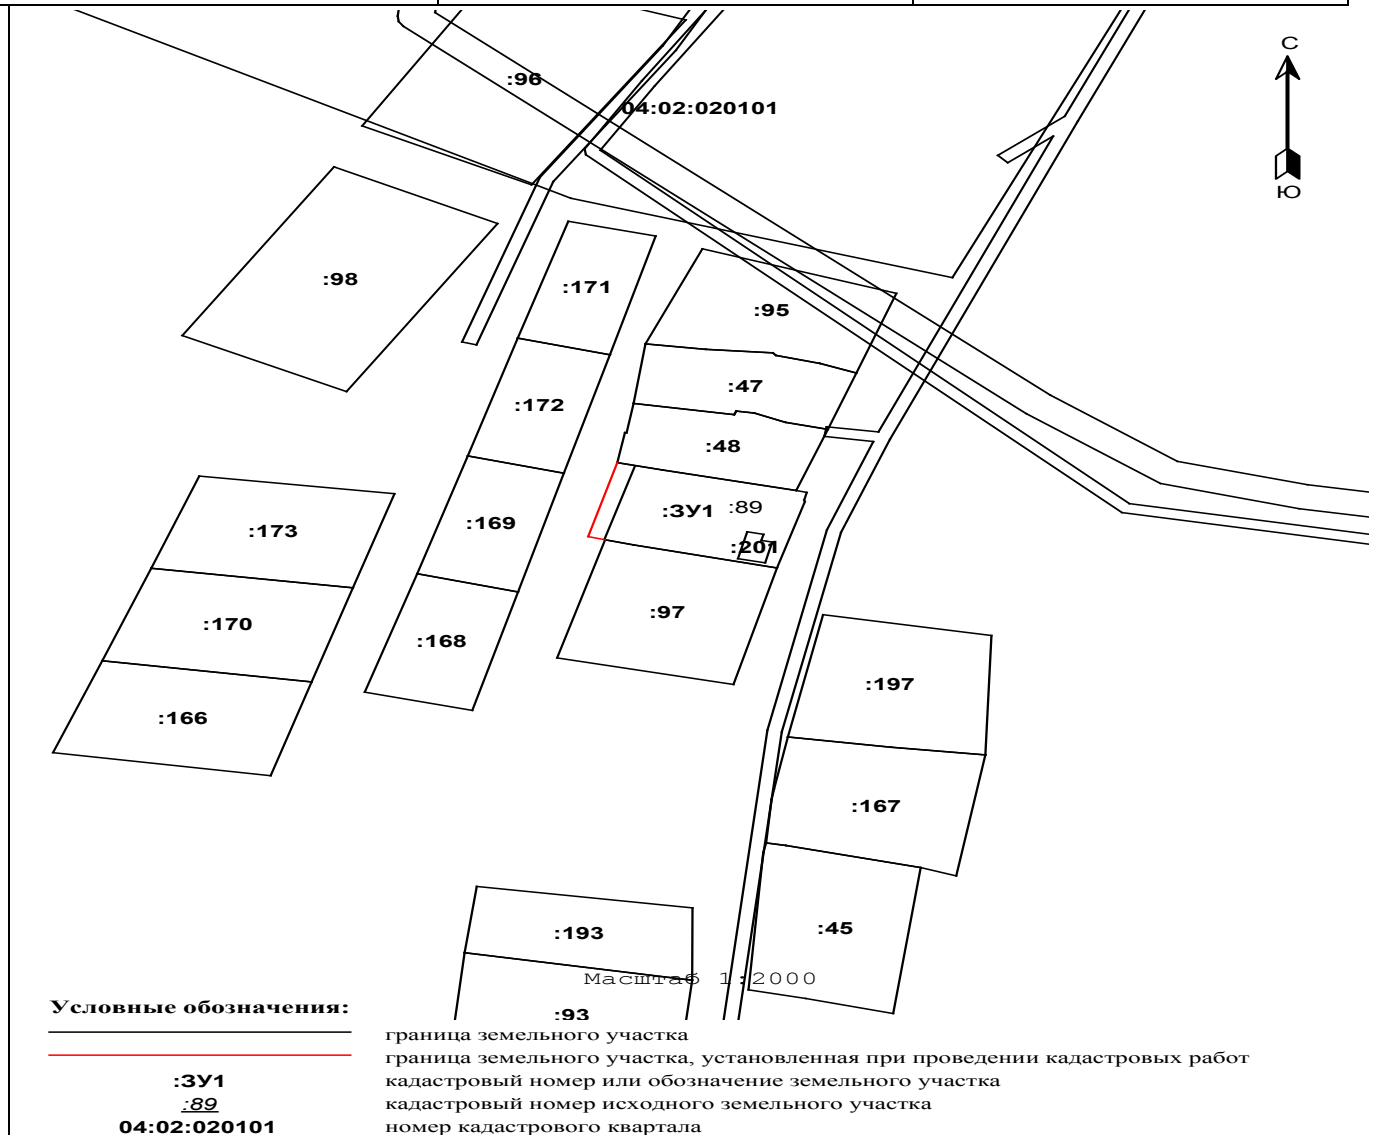 С
:96
04:02:020101
Ю
:98
:171
:95
:172
:47
:48
:173
:169
:ЗУ1 :89
:201
:170
:168
:97
:166
:197
:167
:193
:45
Масштаб 1:2000
:93
Условные обозначения:
граница земельного участка
граница земельного участка, установленная при проведении кадастровых работ
:ЗУ1 кадастровый номер или обозначение земельного участка
:89 кадастровый номер исходного земельного участка
04:02:020101 номер кадастрового квартала